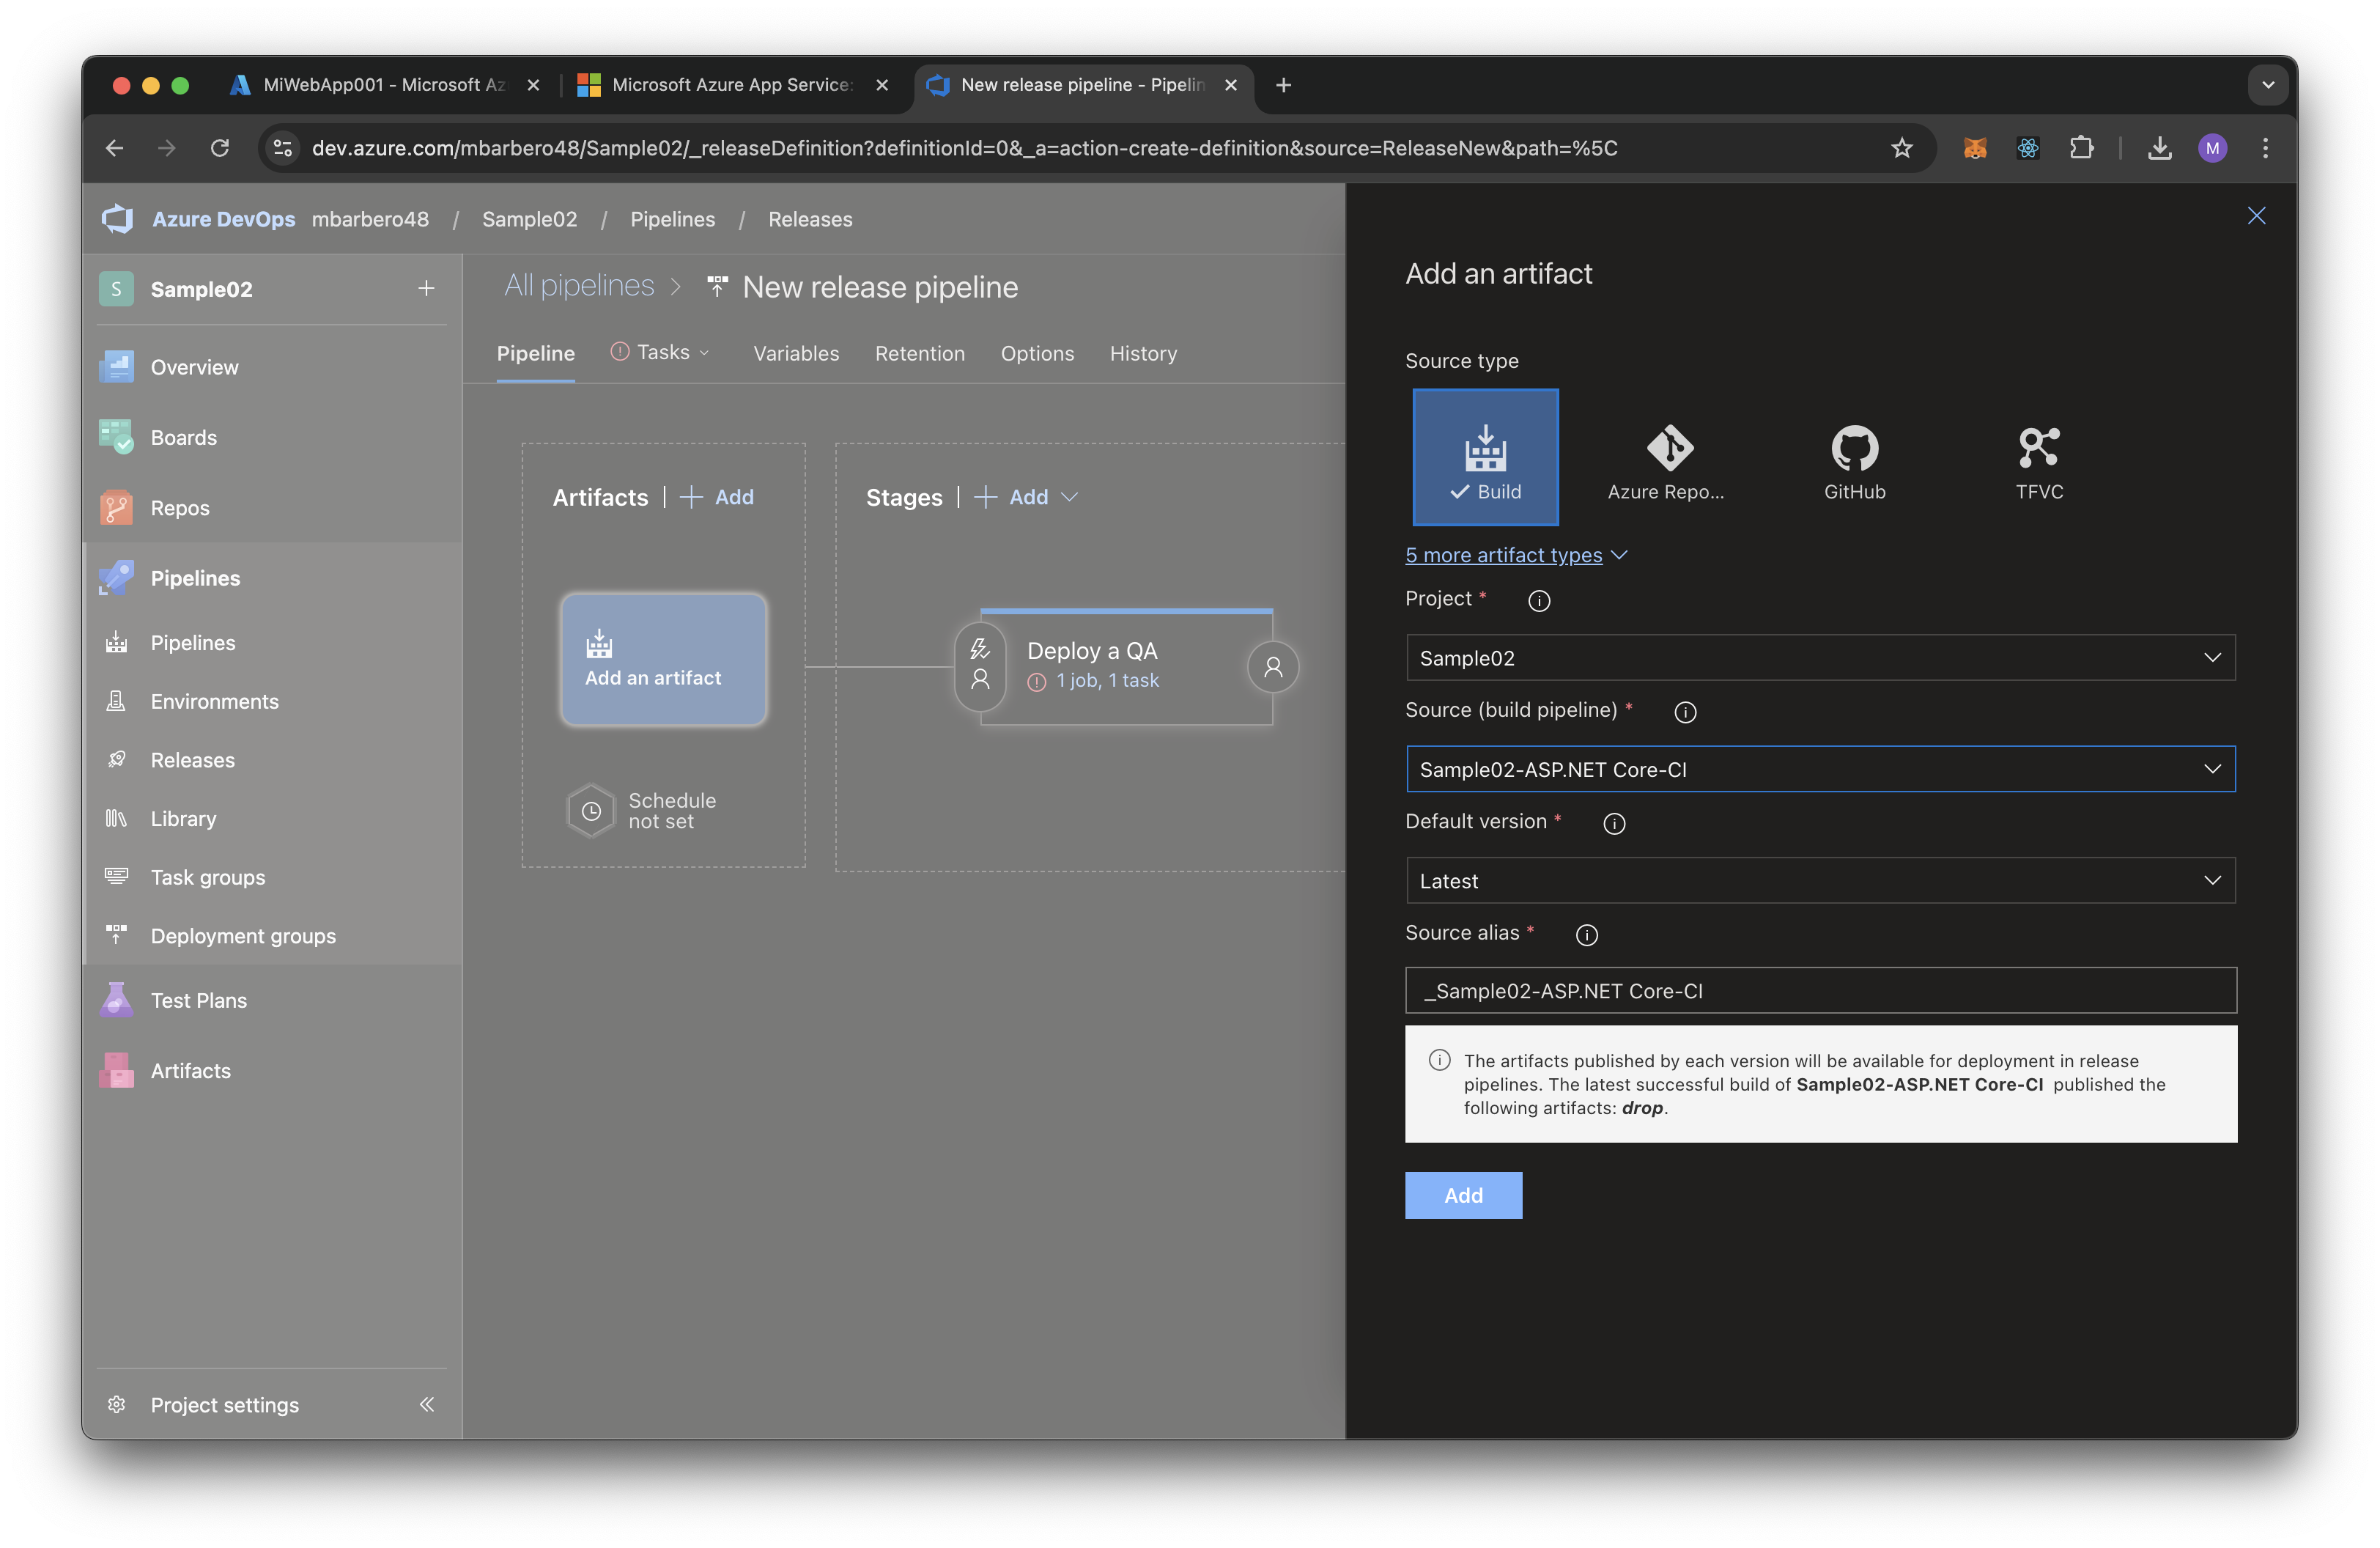 MiWebApp001 - Microsoft Az
Microsoft Azure App Service:
New release pipeline - Pipelin
dev.azure.com/mbarbero48/Sample02/_releaseDefinition?definitionId=0&_a=action-create-definition&source=ReleaseNew&path=%5C
M
Azure DevOps mbarbero48 / Sample02 / Pipelines / Releases
S Sample02
Overview
Boards
Repos
Pipelines
Pipelines
Environments
Releases
Library
Task groups
Deployment groups
Test Plans
Artifacts
Project settings
All pipelines > New release pipeline
Pipeline Tasks Variables Retention Options History
Artifacts | + Add
Stages | + Add
Add an artifact
Schedule
not set
Deploy a QA
1 job, 1 task
Add an artifact
Source type
Build
Azure Repo...
GitHub
TFVC
5 more artifact types
Project *
Sample02
Source (build pipeline) *
Sample02-ASP.NET Core-CI
Default version *
Latest
Source alias *
_Sample02-ASP.NET Core-CI
The artifacts published by each version will be available for deployment in release
pipelines. The latest successful build of Sample02-ASP.NET Core-CI published the
following artifacts: drop.
Add